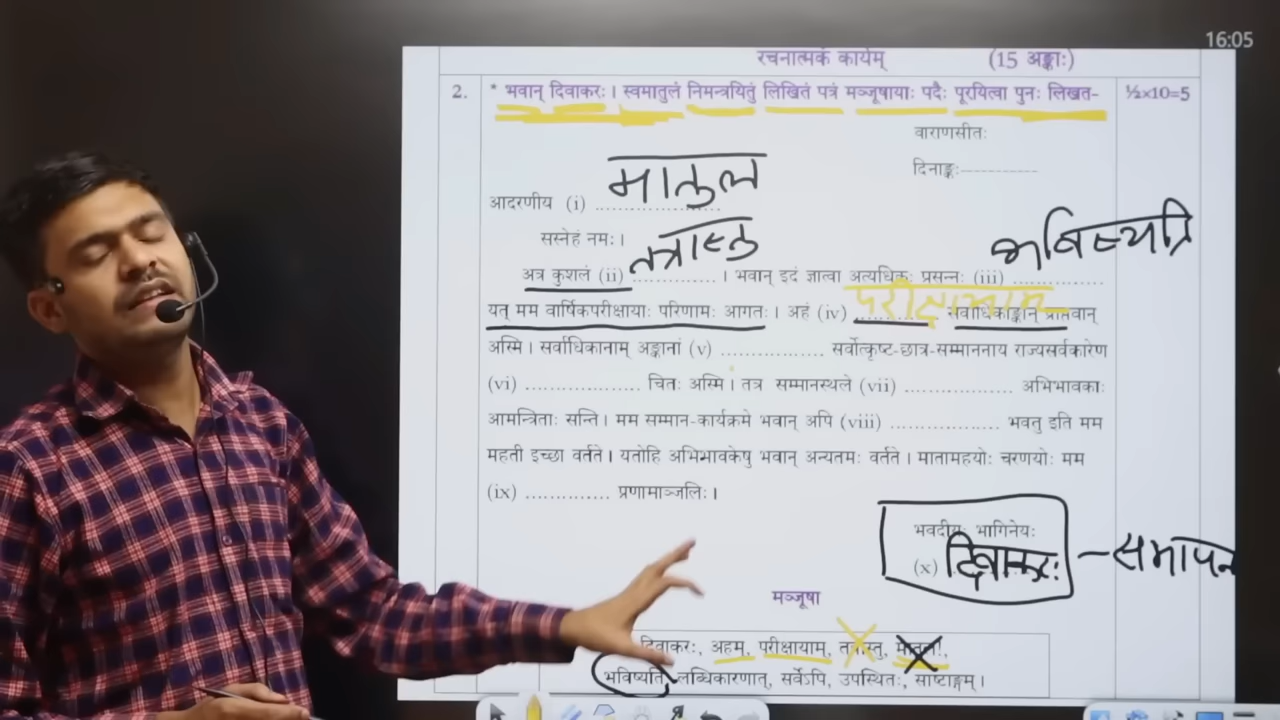 16:05
रचनात्मकं कार्यम् (15 अङ्काः)
2. * भवान् दिवाकरः। स्वमातुलं निमन्त्रयितुं लिखितं पत्रं मञ्जूषायाः पदैः पूरयित्वा पुनः लिखत- ½×10=5
वाराणसीतः
दिनाङ्कः-----------
आदरणीय (i) .................... मातुल
सस्नेहं नमः।
अत्र कुशलं (ii) ............... तत्रास्तु । भवान् इदं ज्ञात्वा अत्यधिकः प्रसन्नः (iii) ............... भविष्यति
यत् मम वार्षिकपरीक्षायाः परिणामः आगतः। अहं (iv) ............ परीक्षायाम् सर्वाधिकाङ्कान् प्राप्तवान्
अस्मि। सर्वाधिकानाम् अङ्कानां (v) ................. सर्वोत्कृष्ट-छात्र-सम्माननाय राज्यसर्वकारेण
(vi) ................... चितः अस्मि। तत्र सम्मानस्थले (vii) .................. अभिभावकाः
आमन्त्रिताः सन्ति। मम सम्मान-कार्यक्रमे भवान् अपि (viii) .................. भवतु इति मम
महती इच्छा वर्तते। यतोहि अभिभावकेषु भवान् अन्यतमः वर्तते। मातामहयोः चरणयोः मम
(ix) .............. प्रणामाञ्जलिः।
भवदीयः भागिनेयः
(x) दिवाकरः - समापन
मञ्जूषा
दिवाकरः, अहम्, परीक्षायाम्, तत्रास्तु, मातुल!,
भविष्यति, लब्धिकारणात्, सर्वेऽपि, उपस्थितः, साष्टाङ्गम्।